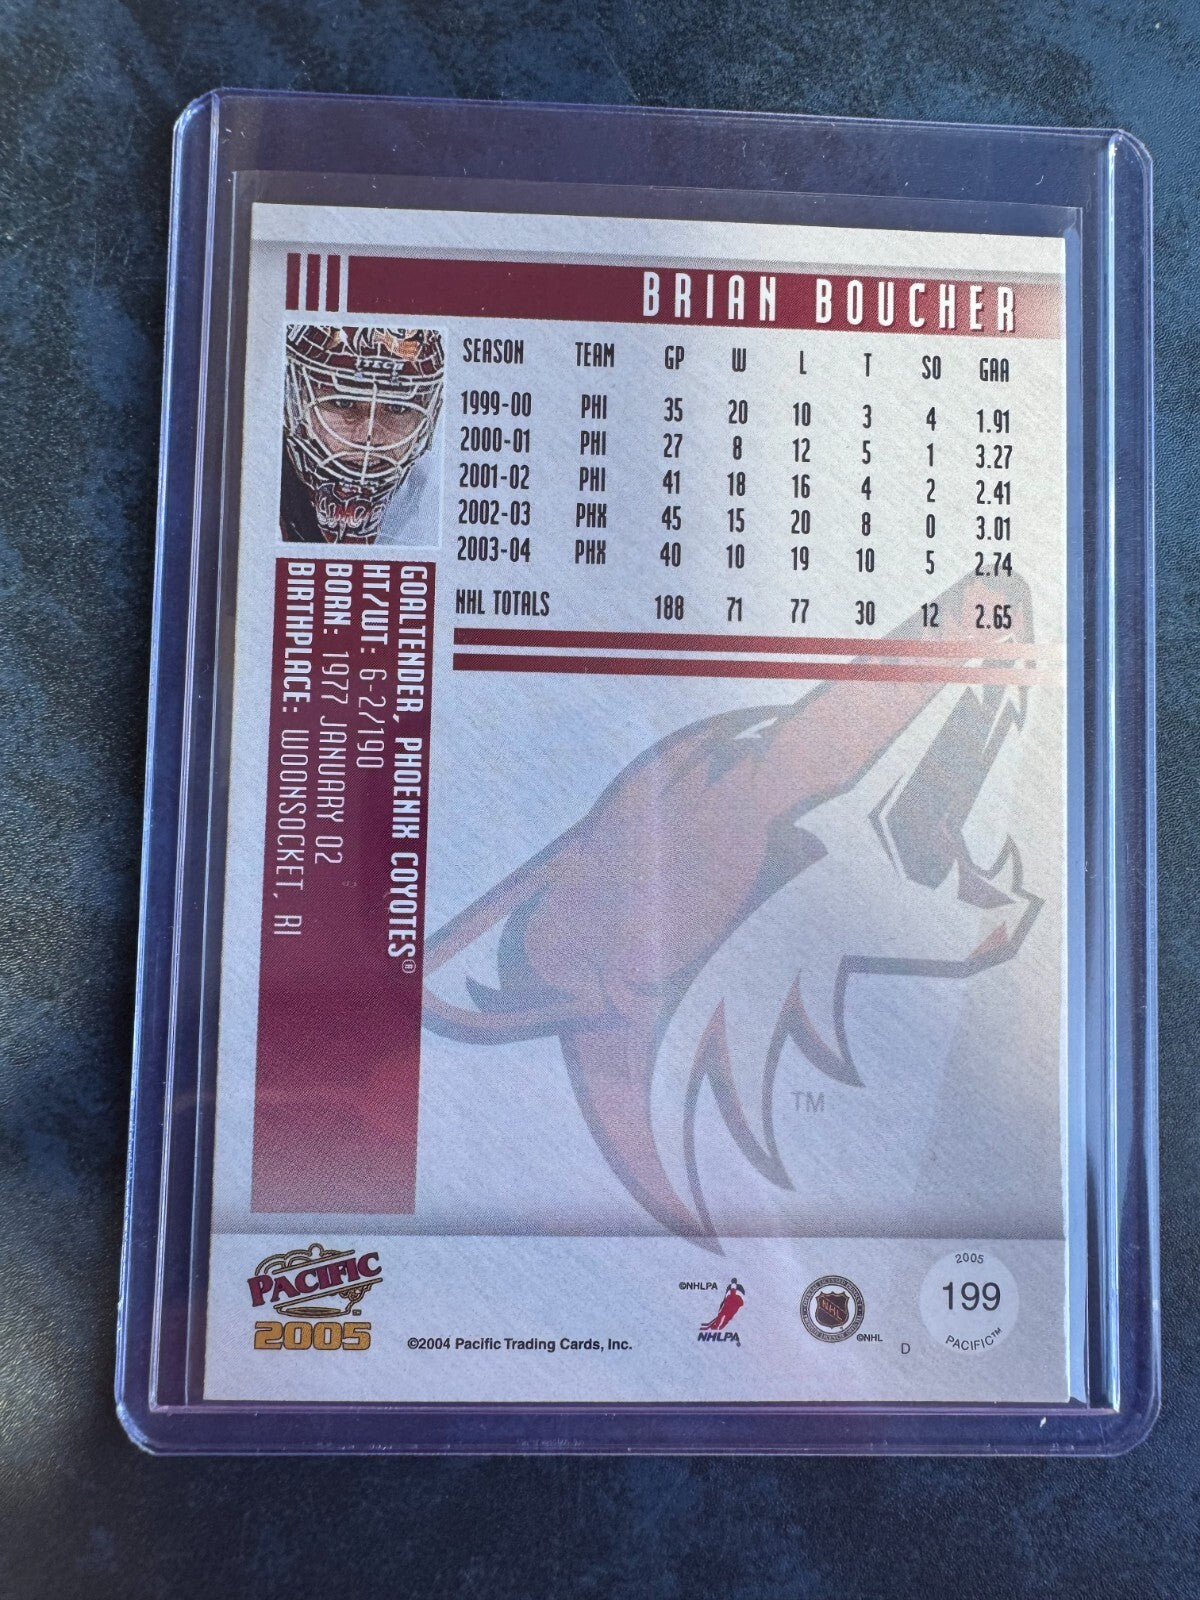 BRIAN BOUCHER
SEASON TEAM GP W L T SO GAA
1999-00 PHI 35 20 10 3 4 1.91
2000-01 PHI 27 8 12 5 1 3.27
2001-02 PHI 41 18 16 4 2 2.41
2002-03 PHX 45 15 20 8 0 3.01
2003-04 PHX 40 10 19 10 5 2.74
NHL TOTALS 188 71 77 30 12 2.65
ITECH
GOALTENDER, PHOENIX COYOTES®
HT/WT: 6-2/190
BORN: 1977 JANUARY 02
BIRTHPLACE: WOONSOCKET, RI
TM
PACIFIC
2005
©2004 Pacific Trading Cards, Inc.
©NHLPA
NHLPA
NHL
©NHL
D
2005
199
PACIFIC™